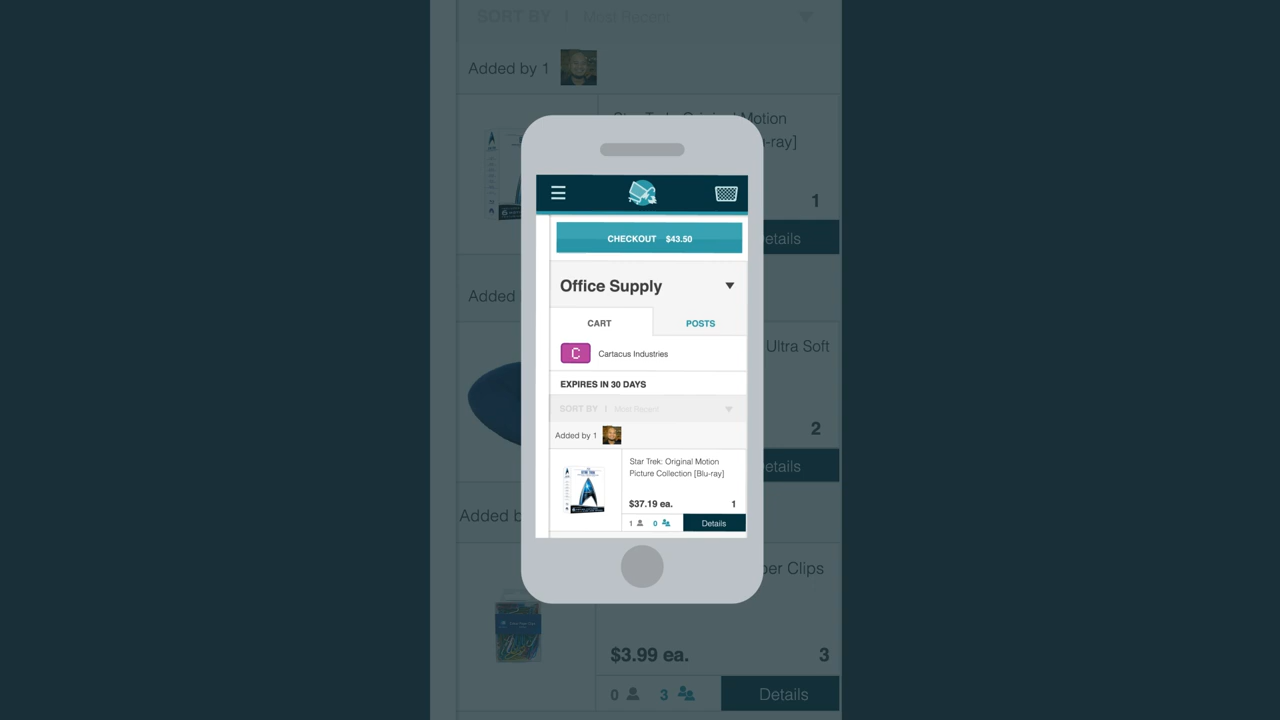 SORT BY | Most Recent
Added by 1
Motion
-ray]
1
etails
Added
Ultra Soft
2
etails
Added b
per Clips
$3.99 ea.
3
0
3
Details
CHECKOUT $43.50
Office Supply
CART
POSTS
C
Cartacus Industries
EXPIRES IN 30 DAYS
SORT BY | Most Recent
Added by 1
Star Trek: Original Motion
Picture Collection [Blu-ray]
$37.19 ea.
1
1
0
Details